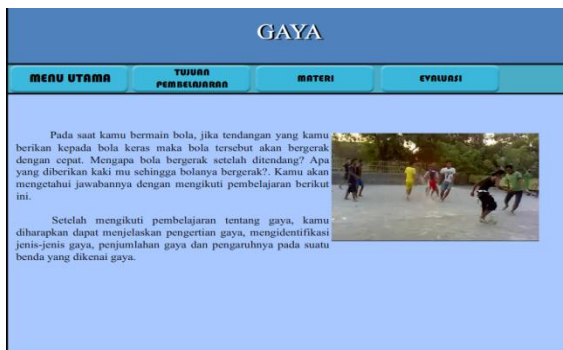 GAYA
MENU UTAMA
TUJUAN
PEMBELAJARAN
MATERI
EVALUASI
Pada saat kamu bermain bola, jika tendangan yang kamu
berikan kepada bola keras maka bola tersebut akan bergerak
dengan cepat. Mengapa bola bergerak setelah ditendang? Apa
yang diberikan kaki mu sehingga bolanya bergerak?. Kamu akan
mengetahui jawabannya dengan mengikuti pembelajaran berikut
ini.
Setelah mengikuti pembelajaran tentang gaya, kamu
diharapkan dapat menjelaskan pengertian gaya, mengidentifikasi
jenis-jenis gaya, penjumlahan gaya dan pengaruhnya pada suatu
benda yang dikenai gaya.